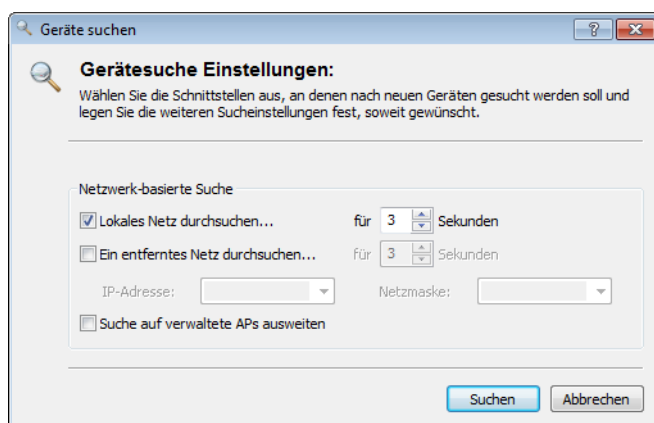 Geräte suchen
Gerätesuche Einstellungen:
Wählen Sie die Schnittstellen aus, an denen nach neuen Geräten gesucht werden soll und
legen Sie die weiteren Sucheinstellungen fest, soweit gewünscht.
Netzwerk-basierte Suche
Lokales Netz durchsuchen... für 3 Sekunden
Ein entferntes Netz durchsuchen... für 3 Sekunden
IP-Adresse: Netzmaske:
Suche auf verwaltete APs ausweiten
Suchen Abbrechen